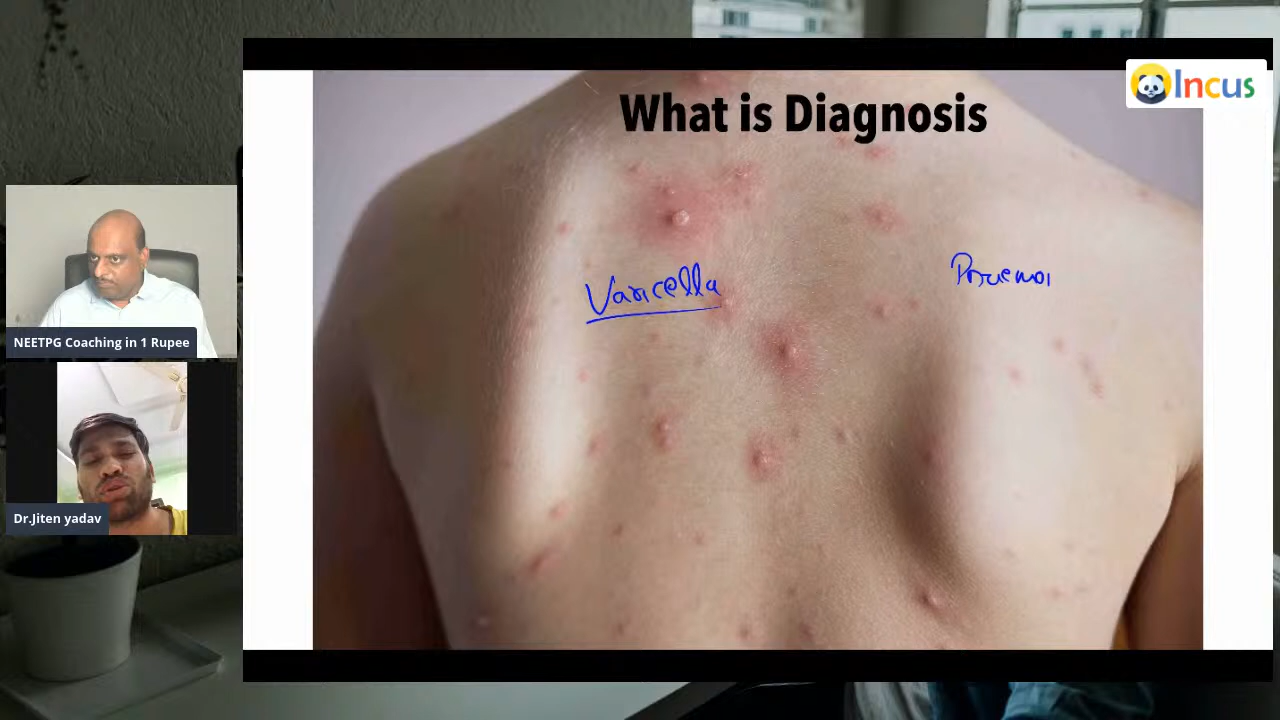 Incus
What is Diagnosis
Varicella
NEETPG Coaching in 1 Rupee
Dr.Jiten yadav